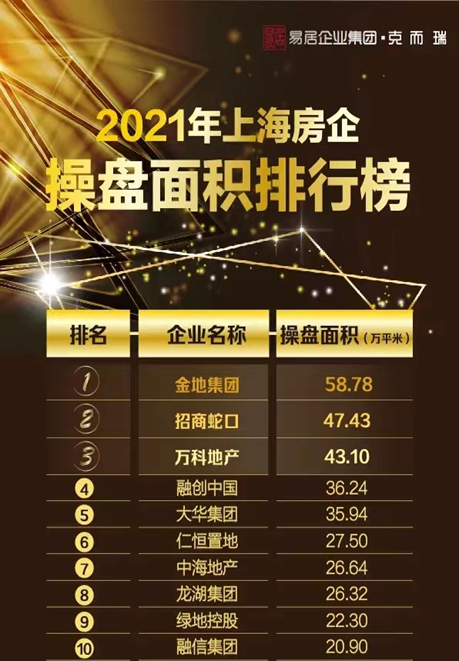 易居企业集团·克而瑞
2021年上海房企
操盘面积排行榜
排名 企业名称 操盘面积(万平米)
1 金地集团 58.78
2 招商蛇口 47.43
3 万科地产 43.10
4 融创中国 36.24
5 大华集团 35.94
6 仁恒置地 27.50
7 中海地产 26.64
8 龙湖集团 26.32
9 绿地控股 22.30
10 融信集团 20.90